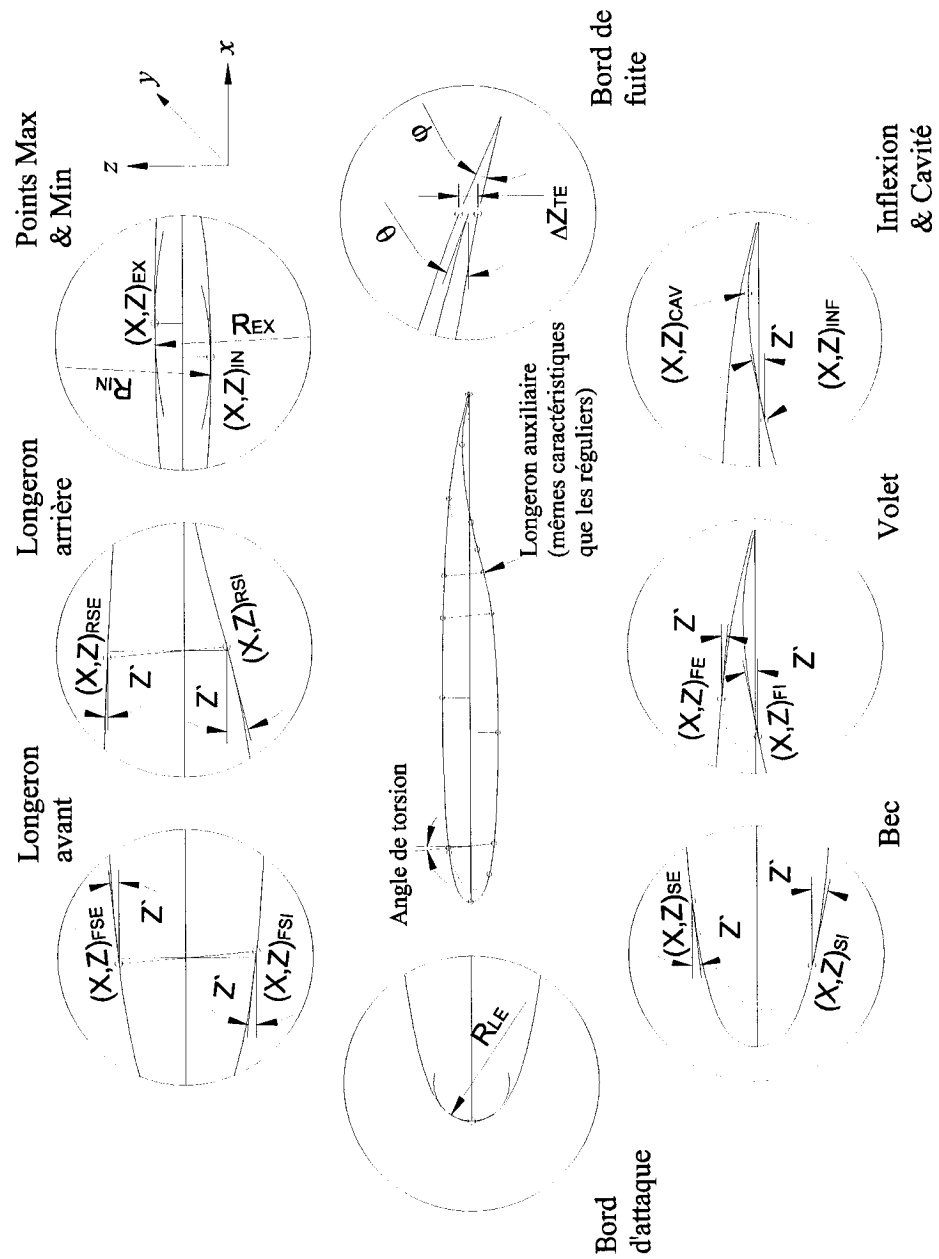 Longeron
avant
Longeron
arrière
Points Max
& Min
(X,Z)FSE
Z`
Z`
(X,Z)FSI
(X,Z)RSE
Z`
Z`
(X,Z)RSI
RIN
(X,Z)EX
REX
(X,Z)IN
z
y
x
Bord
d'attaque
RLE
Angle de torsion
Longeron auxiliaire
(mêmes caractéristiques
que les réguliers)
θ
φ
ΔZTE
Bord de
fuite
(X,Z)SE
Z`
Z`
(X,Z)SI
Bec
(X,Z)FE
Z`
(X,Z)FI
Z`
Volet
(X,Z)CAV
Z`
(X,Z)INF
Inflexion
& Cavité